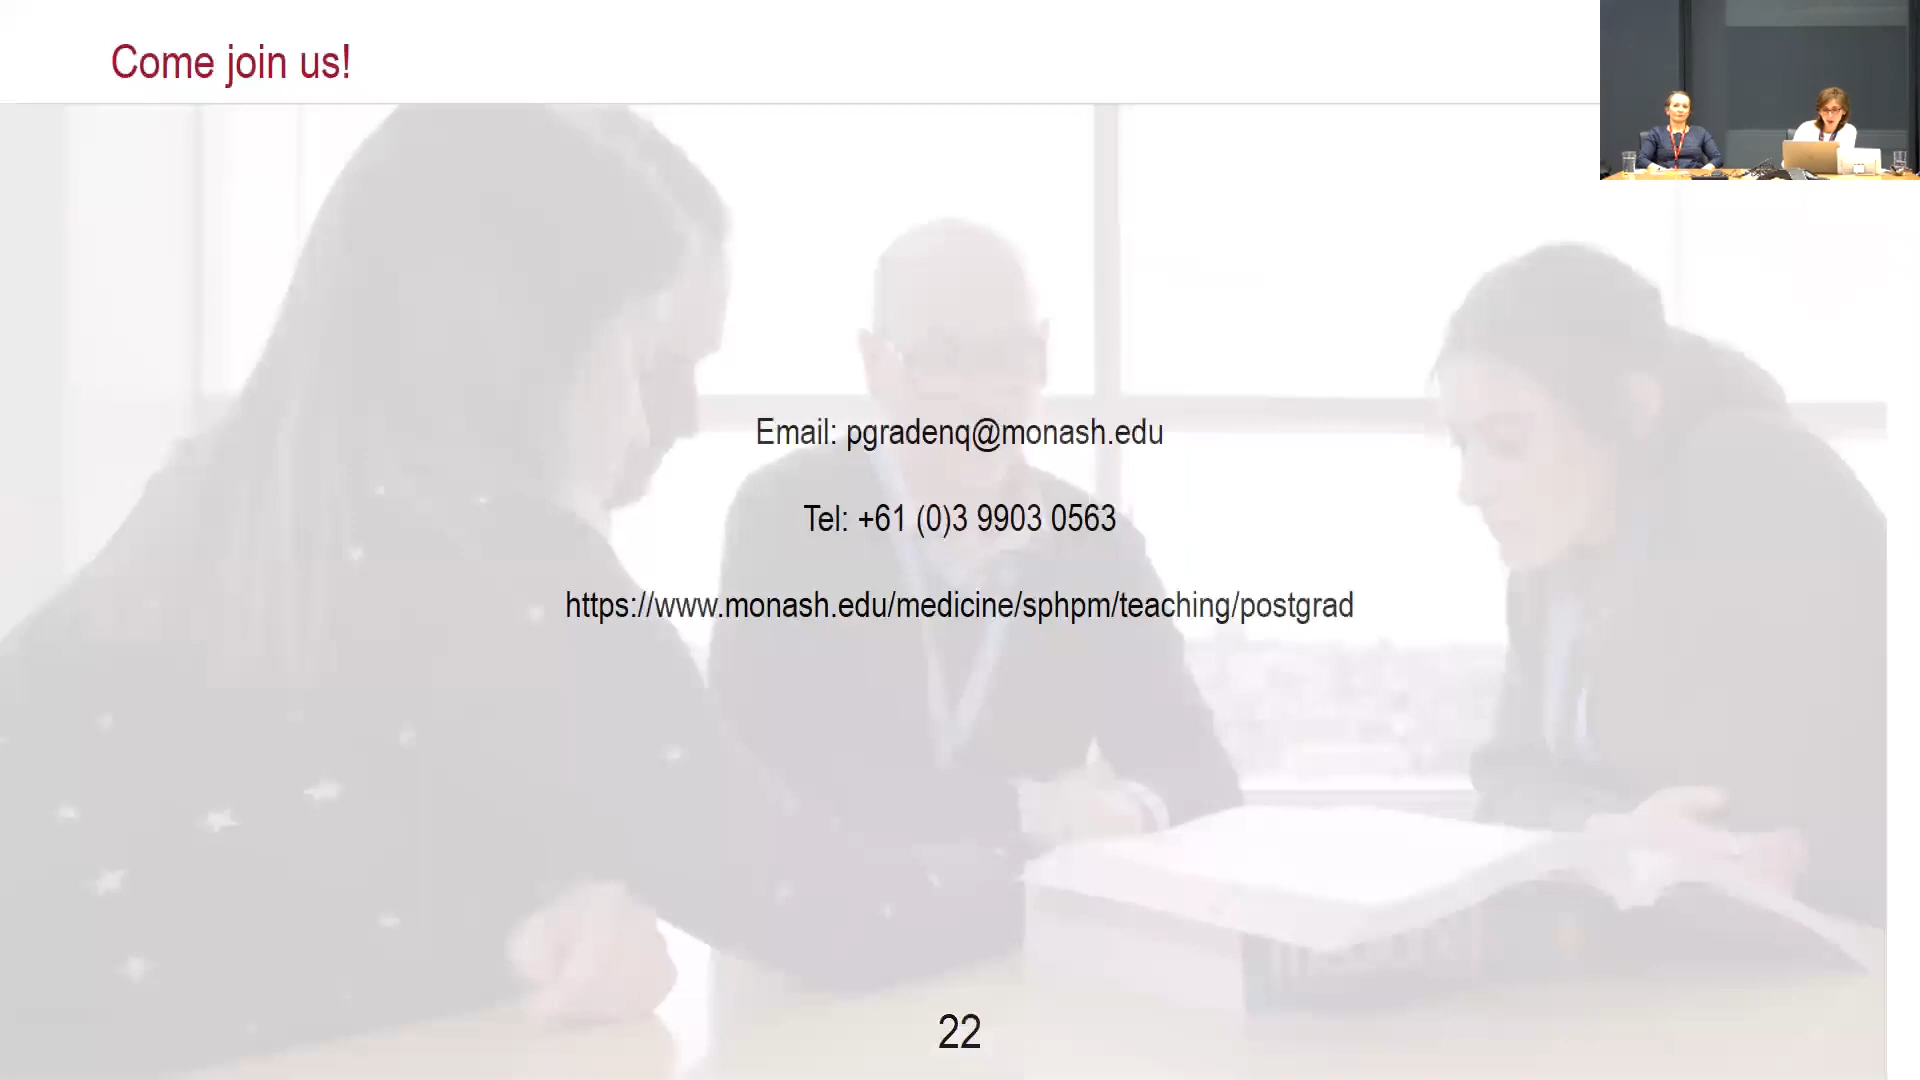 Come join us!
Email: pgradenq@monash.edu
Tel: +61 (0)3 9903 0563
https://www.monash.edu/medicine/sphpm/teaching/postgrad
22